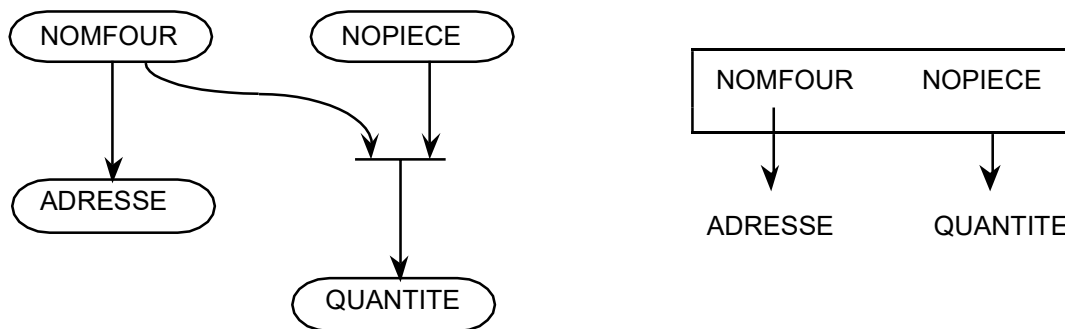 NOMFOUR NOPIECE
NOMFOUR NOPIECE
ADRESSE
ADRESSE QUANTITE
QUANTITE